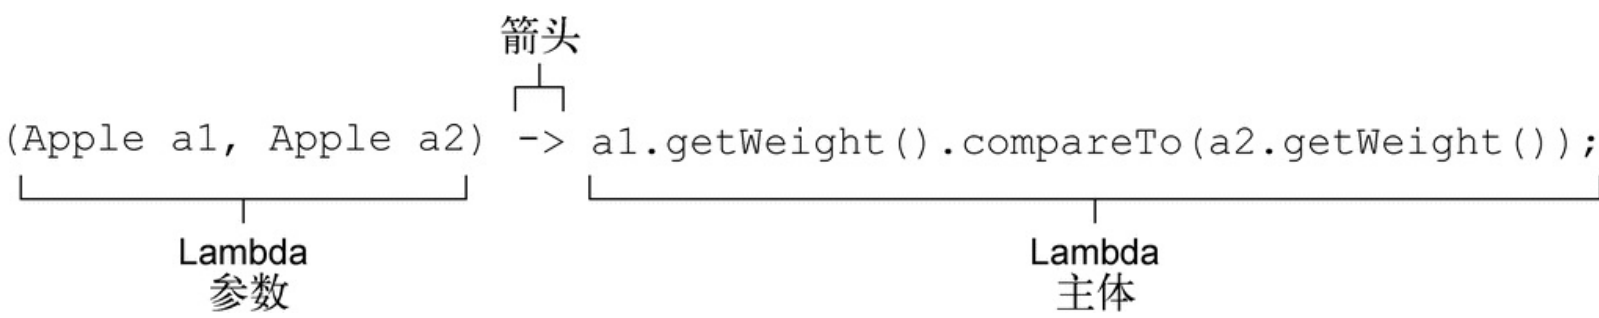 箭头
(Apple a1, Apple a2) -> a1.getWeight().compareTo(a2.getWeight());
Lambda
参数
Lambda
主体